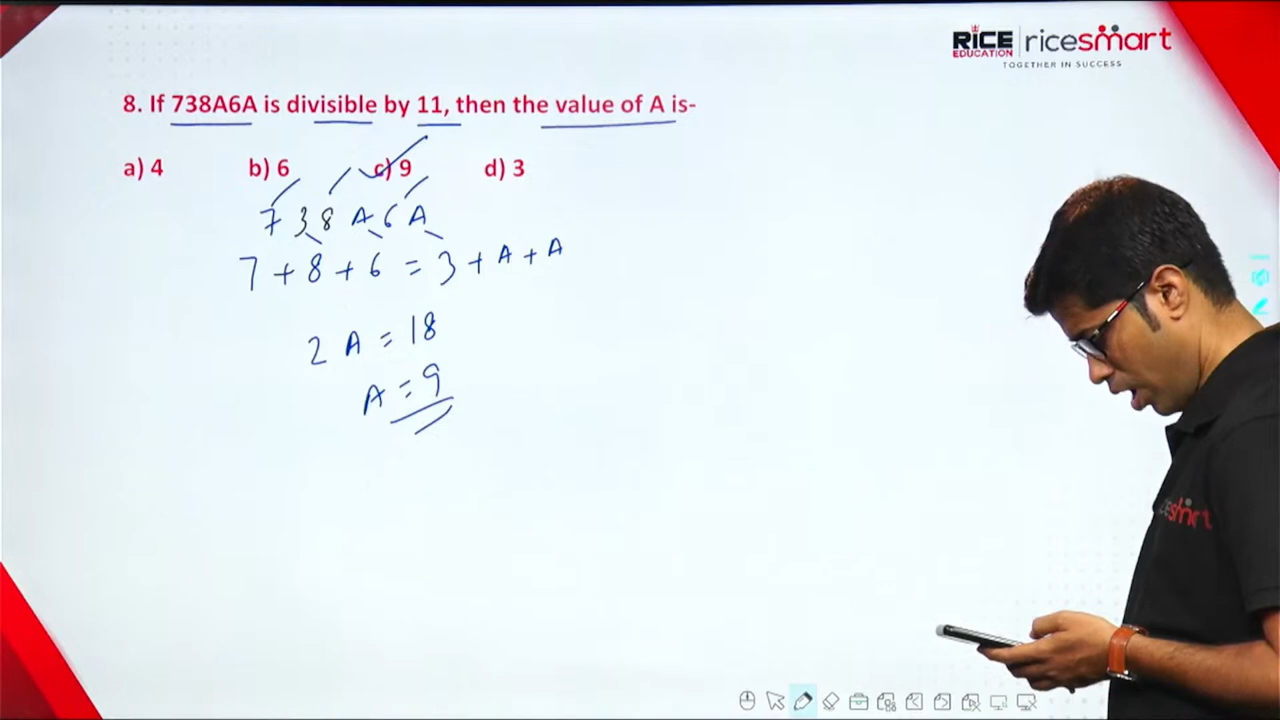 RICE EDUCATION | ricesmart
TOGETHER IN SUCCESS
8. If 738A6A is divisible by 11, then the value of A is-
a) 4 b) 6 c) 9 d) 3
7 3 8 A 6 A
7 + 8 + 6 = 3 + A + A
2 A = 18
A = 9
smart